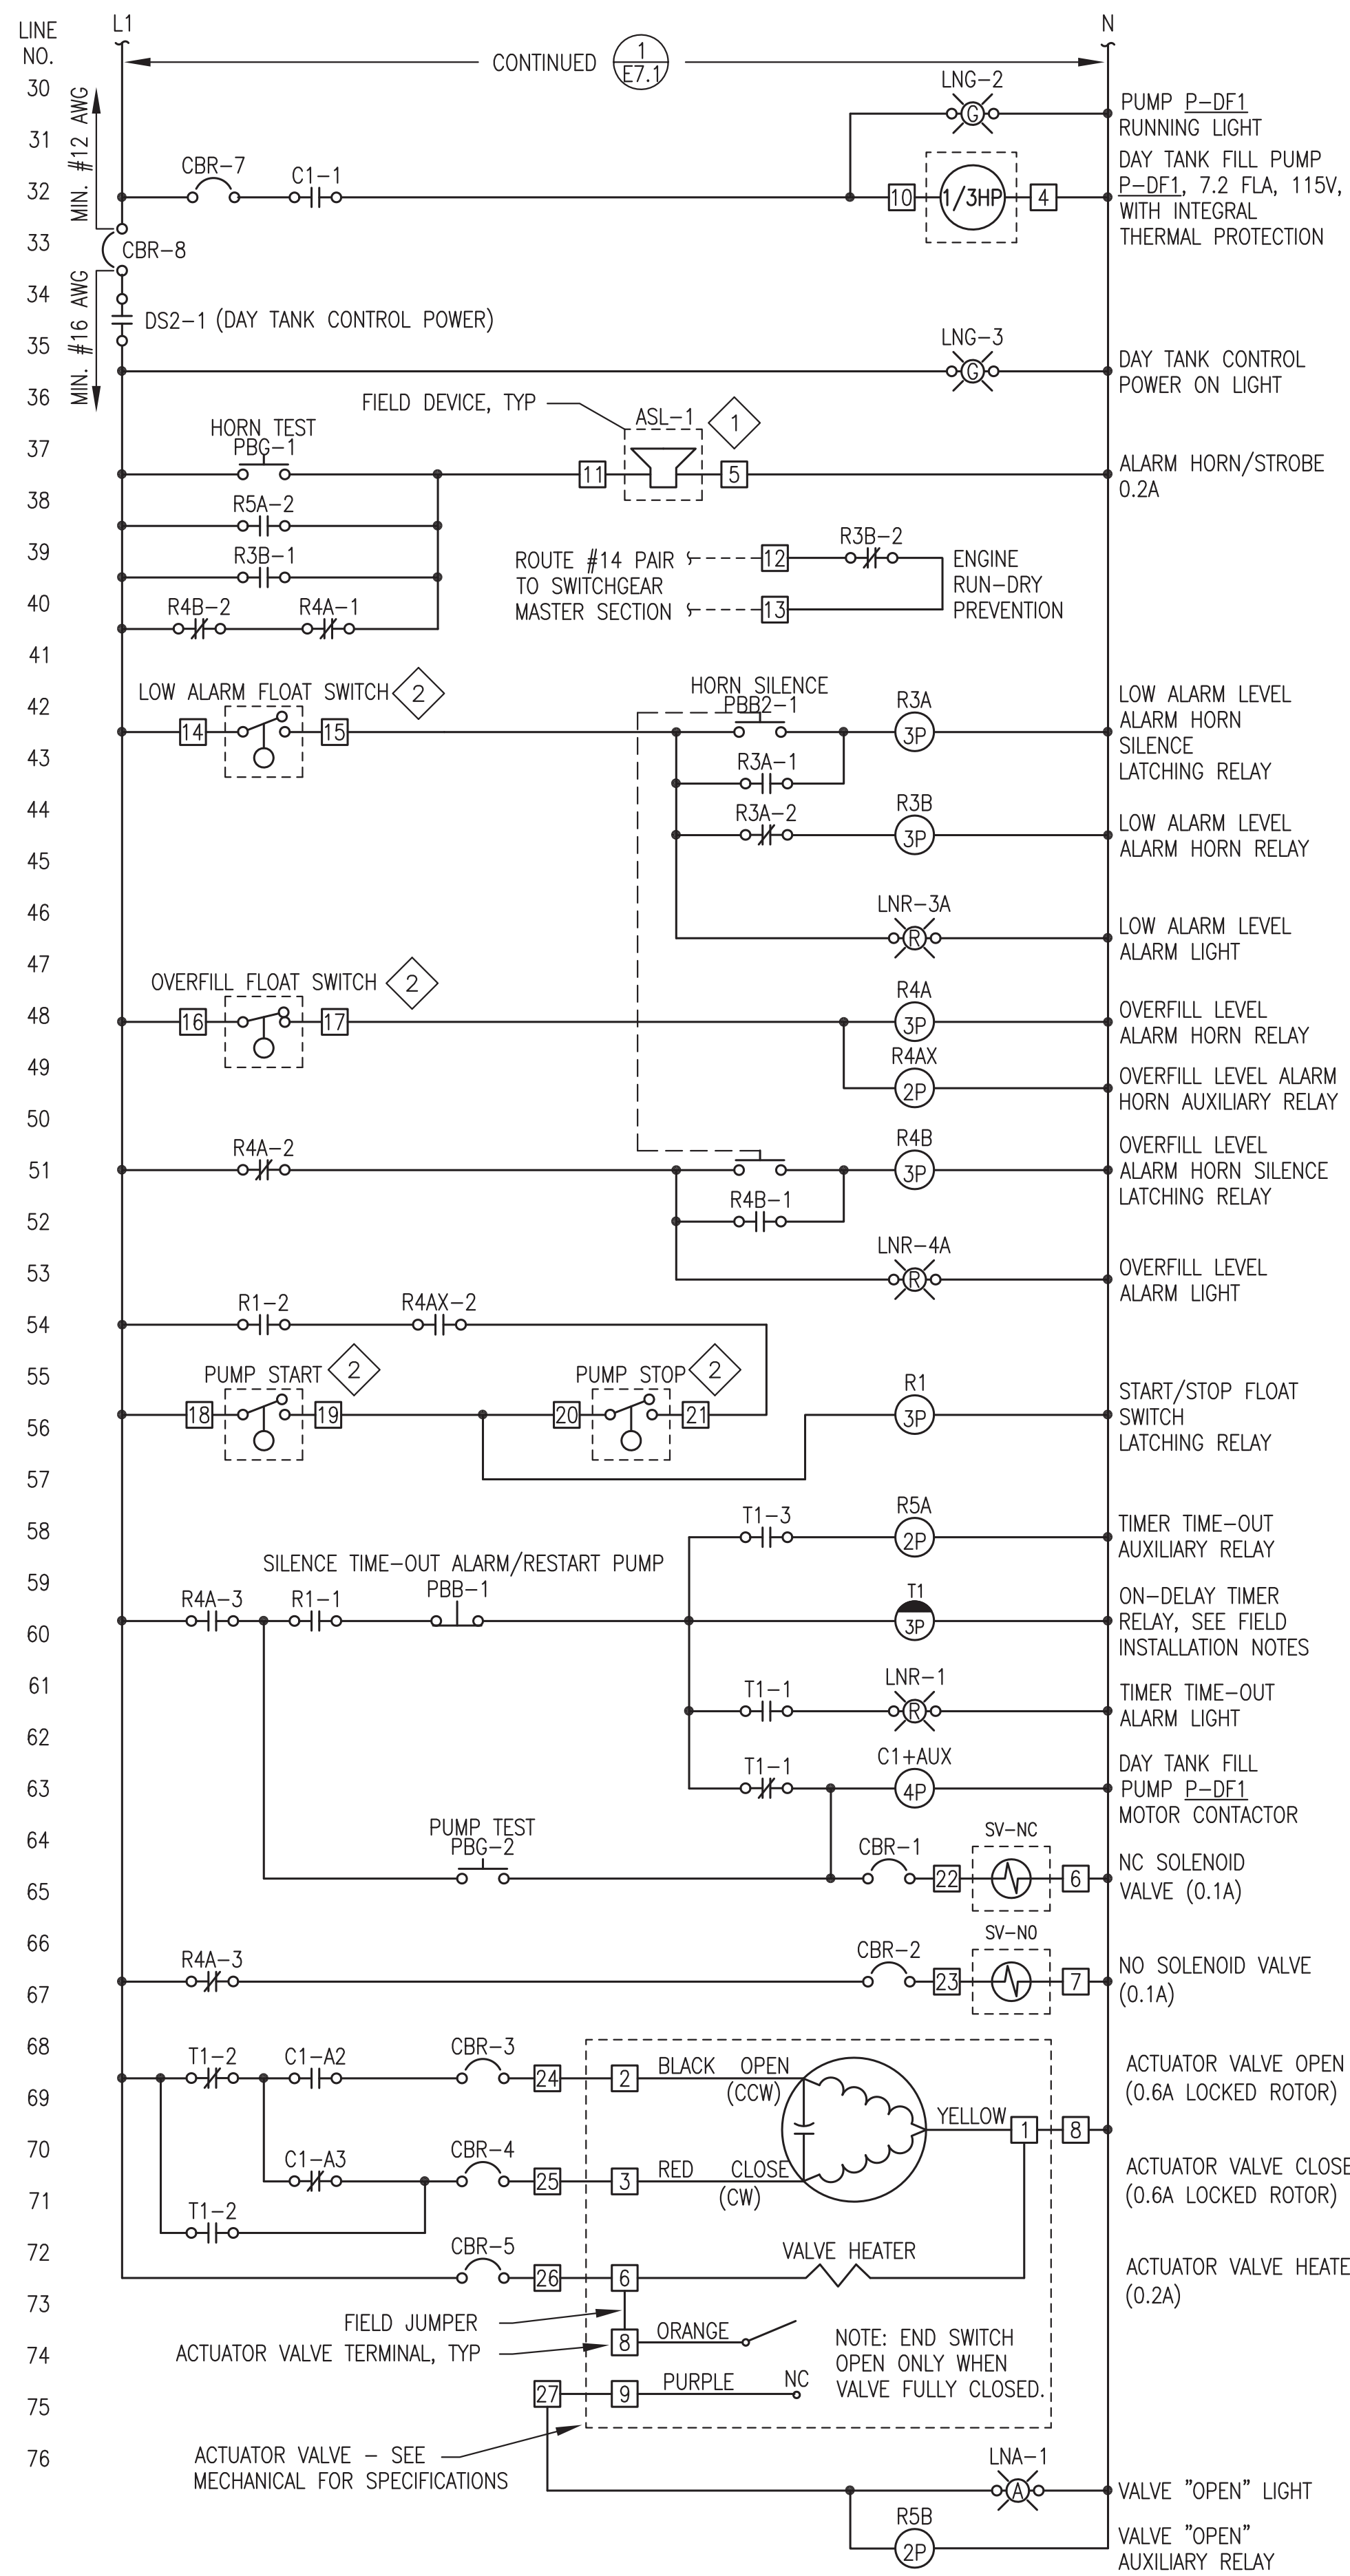 LINE
NO.
L1
N
CONTINUED
1
E7.1
30
31
32
33
34
35
36
37
38
39
40
41
42
43
44
45
46
47
48
49
50
51
52
53
54
55
56
57
58
59
60
61
62
63
64
65
66
67
68
69
70
71
72
73
74
75
76
MIN. #12 AWG
MIN. #16 AWG
LNG-2
G
PUMP P-DF1
RUNNING LIGHT
CBR-7
C1-1
10
1/3HP
4
DAY TANK FILL PUMP
P-DF1, 7.2 FLA, 115V,
WITH INTEGRAL
THERMAL PROTECTION
CBR-8
DS2-1 (DAY TANK CONTROL POWER)
LNG-3
G
DAY TANK CONTROL
POWER ON LIGHT
FIELD DEVICE, TYP
ASL-1
1
HORN TEST
PBG-1
11
5
ALARM HORN/STROBE
0.2A
R5A-2
R3B-1
R4B-2
R4A-1
ROUTE #14 PAIR
TO SWITCHGEAR
MASTER SECTION
12
13
R3B-2
ENGINE
RUN-DRY
PREVENTION
LOW ALARM FLOAT SWITCH
2
14
15
HORN SILENCE
PBB2-1
R3A
3P
LOW ALARM LEVEL
ALARM HORN
SILENCE
LATCHING RELAY
R3A-1
R3A-2
R3B
3P
LOW ALARM LEVEL
ALARM HORN RELAY
LNR-3A
R
LOW ALARM LEVEL
ALARM LIGHT
OVERFILL FLOAT SWITCH
2
16
17
R4A
3P
OVERFILL LEVEL
ALARM HORN RELAY
R4AX
2P
OVERFILL LEVEL ALARM
HORN AUXILIARY RELAY
R4A-2
R4B
3P
OVERFILL LEVEL
ALARM HORN SILENCE
LATCHING RELAY
R4B-1
LNR-4A
R
OVERFILL LEVEL
ALARM LIGHT
R1-2
R4AX-2
PUMP START
2
18
19
PUMP STOP
2
20
21
R1
3P
START/STOP FLOAT
SWITCH
LATCHING RELAY
T1-3
R5A
2P
TIMER TIME-OUT
AUXILIARY RELAY
SILENCE TIME-OUT ALARM/RESTART PUMP
PBB-1
R4A-3
R1-1
T1
3P
ON-DELAY TIMER
RELAY, SEE FIELD
INSTALLATION NOTES
T1-1
LNR-1
R
TIMER TIME-OUT
ALARM LIGHT
T1-1
C1+AUX
4P
DAY TANK FILL
PUMP P-DF1
MOTOR CONTACTOR
PUMP TEST
PBG-2
CBR-1
22
SV-NC
6
NC SOLENOID
VALVE (0.1A)
R4A-3
CBR-2
23
SV-NO
7
NO SOLENOID VALVE
(0.1A)
T1-2
C1-A2
CBR-3
24
2
BLACK OPEN
(CCW)
ACTUATOR VALVE OPEN
(0.6A LOCKED ROTOR)
YELLOW
1
8
C1-A3
CBR-4
25
3
RED CLOSE
(CW)
ACTUATOR VALVE CLOSE
(0.6A LOCKED ROTOR)
T1-2
CBR-5
26
6
VALVE HEATER
ACTUATOR VALVE HEATE
(0.2A)
FIELD JUMPER
ACTUATOR VALVE TERMINAL, TYP
8
ORANGE
NOTE: END SWITCH
OPEN ONLY WHEN
VALVE FULLY CLOSED.
27
9
PURPLE
NC
ACTUATOR VALVE - SEE
MECHANICAL FOR SPECIFICATIONS
LNA-1
A
VALVE "OPEN" LIGHT
R5B
2P
VALVE "OPEN"
AUXILIARY RELAY